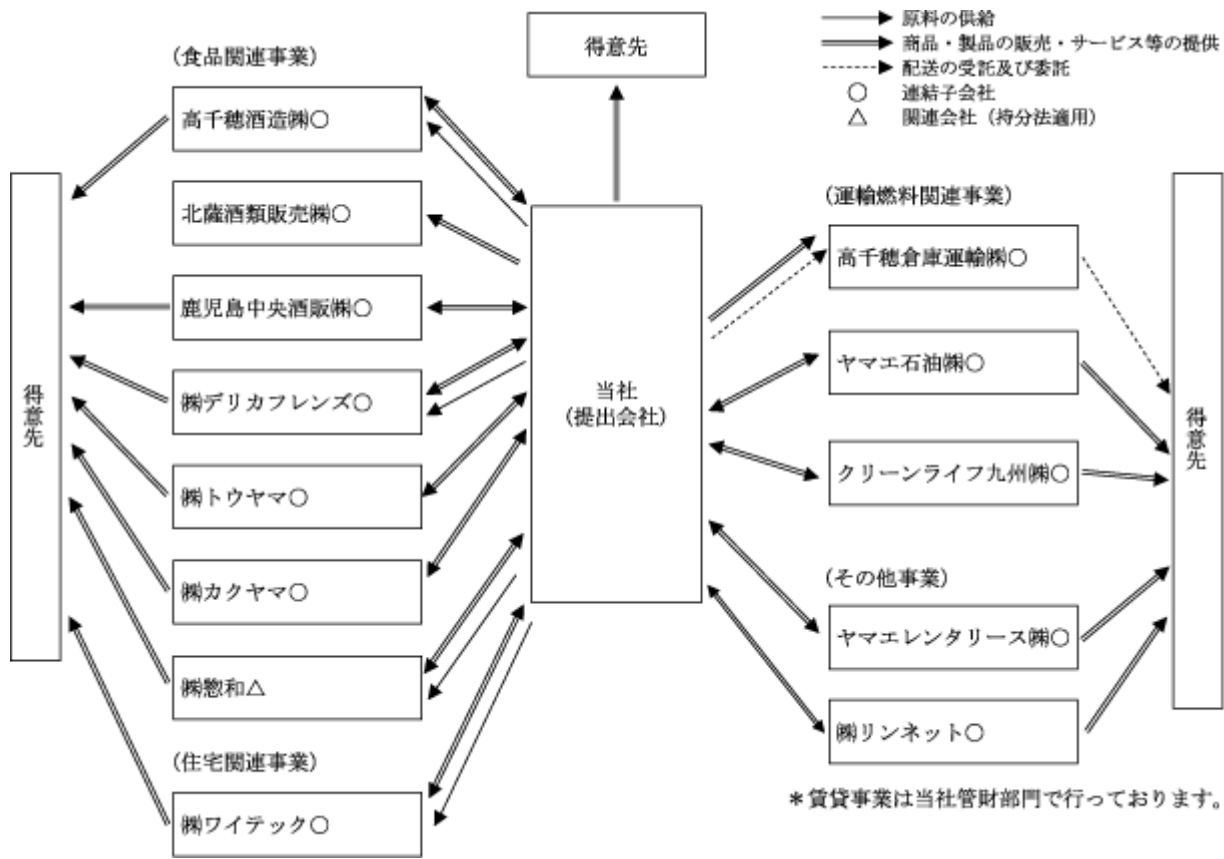 原料の供給
商品・製品の販売・サービス等の提供
配送の受託及び委託
○ 連結子会社
△ 関連会社（持分法適用）
得意先
(食品関連事業)
高千穂酒造㈱○
北薩酒類販売㈱○
鹿児島中央酒販㈱○
㈱デリカフレンズ○
㈱トウヤマ○
㈱カクヤマ○
㈱惣和△
(住宅関連事業)
㈱ワイテック○
得意先
当社
(提出会社)
(運輸燃料関連事業)
高千穂倉庫運輸㈱○
ヤマエ石油㈱○
クリーンライフ九州㈱○
(その他事業)
ヤマエレンタリース㈱○
㈱リンネット○
得意先
＊賃貸事業は当社管財部門で行っております。